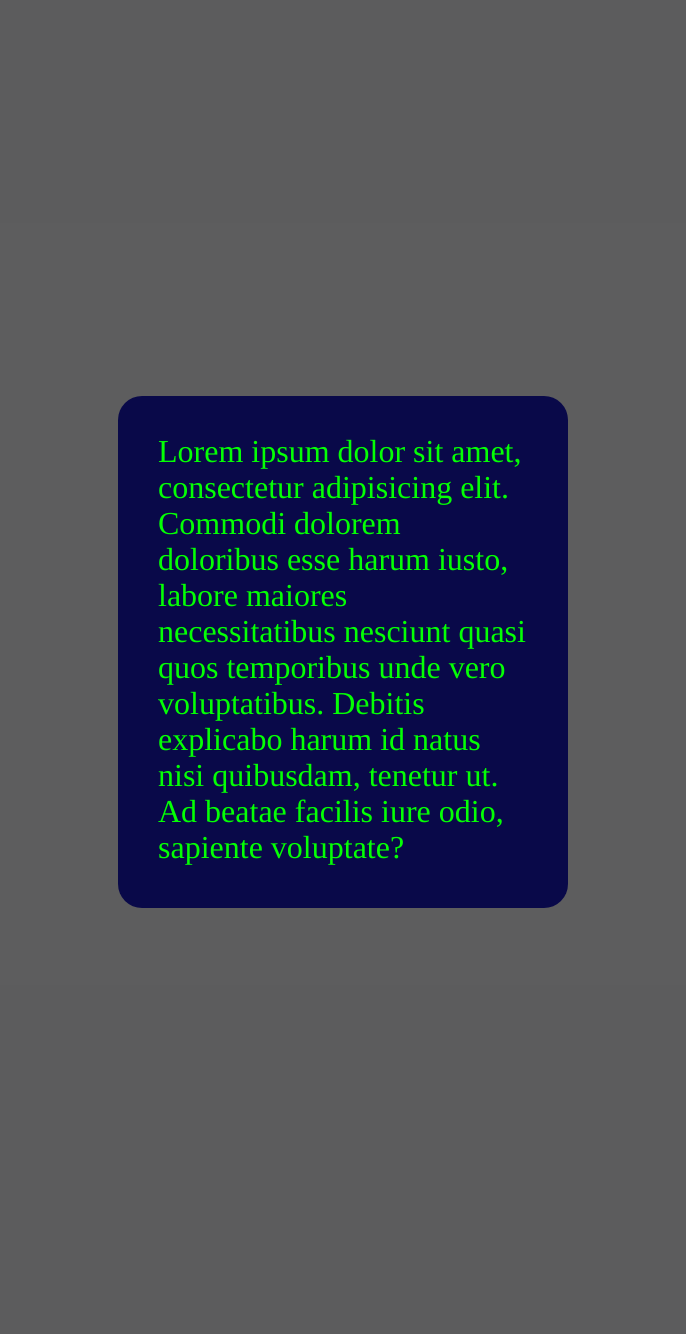 Lorem ipsum dolor sit amet,
consectetur adipisicing elit.
Commodi dolorem
doloribus esse harum iusto,
labore maiores
necessitatibus nesciunt quasi
quos temporibus unde vero
voluptatibus. Debitis
explicabo harum id natus
nisi quibusdam, tenetur ut.
Ad beatae facilis iure odio,
sapiente voluptate?